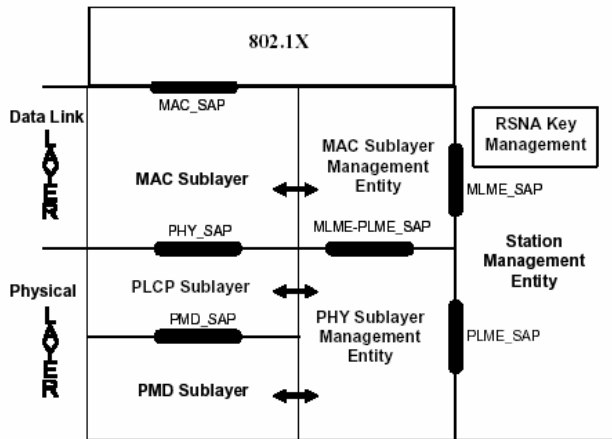 802.1X
MAC_SAP
Data Link
LAYER
RSNA Key
Management
MAC Sublayer
Management
Entity
MAC Sublayer
MLME_SAP
PHY_SAP
MLME-PLME_SAP
Station
Management
Entity
Physical
LAYER
PLCP Sublayer
PMD_SAP
PHY Sublayer
Management
Entity
PLME_SAP
PMD Sublayer